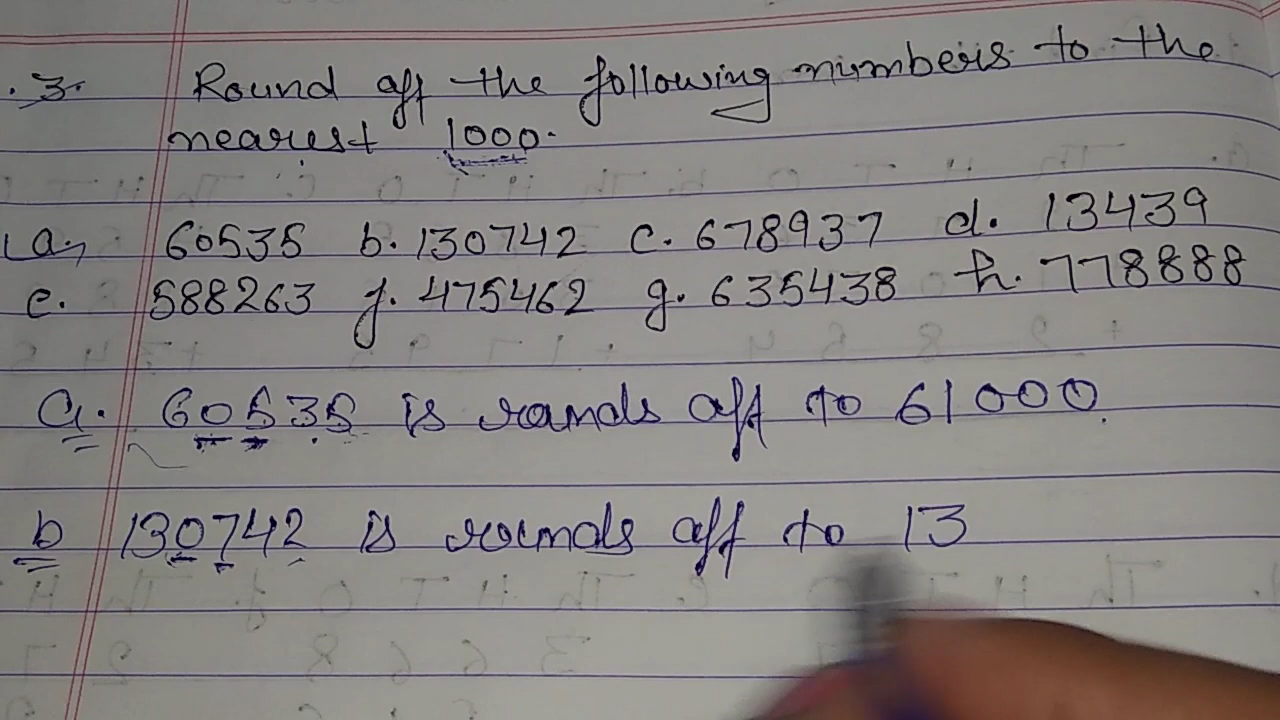 3. Round off the following numbers to the
nearest 1000.
a, 60535 b. 130742 c. 678937 d. 13439
e. 588263 f. 475462 g. 635438 h. 778888
a. 60535 is rounds off to 61000.
b 130742 is rounds off to 13